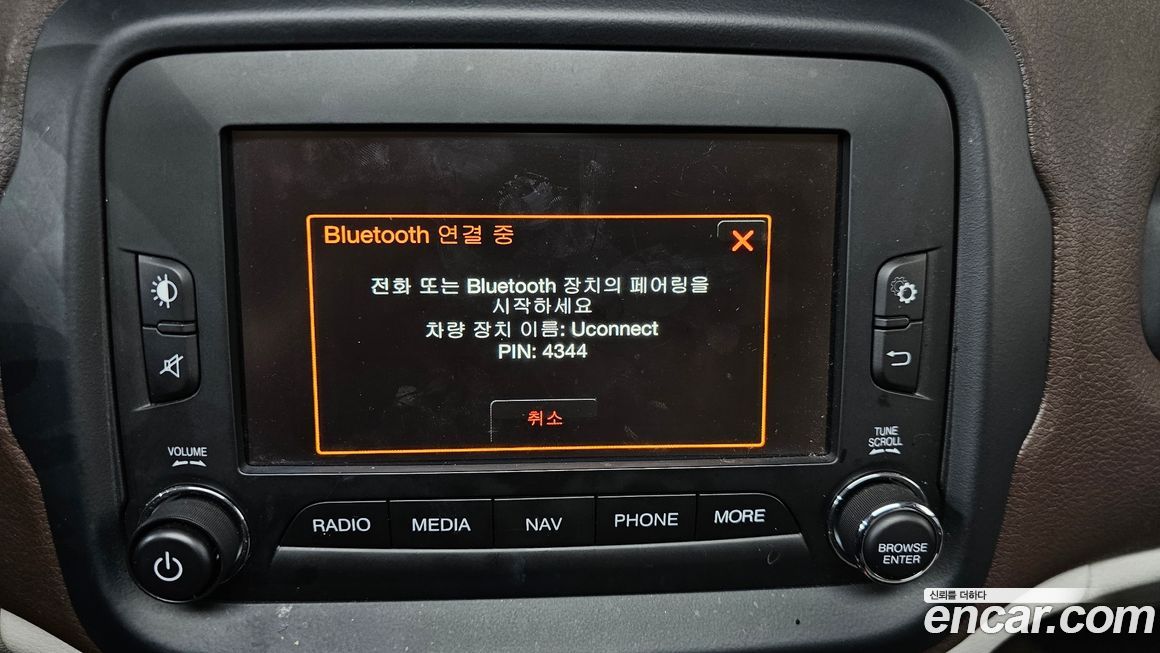 Bluetooth 연결 중
전화 또는 Bluetooth 장치의 페어링을
시작하세요
차량 장치 이름: Uconnect
PIN: 4344
취소
VOLUME
TUNE
SCROLL
RADIO
MEDIA
NAV
PHONE
MORE
BROWSE
ENTER
신뢰를 더하다
encar.com